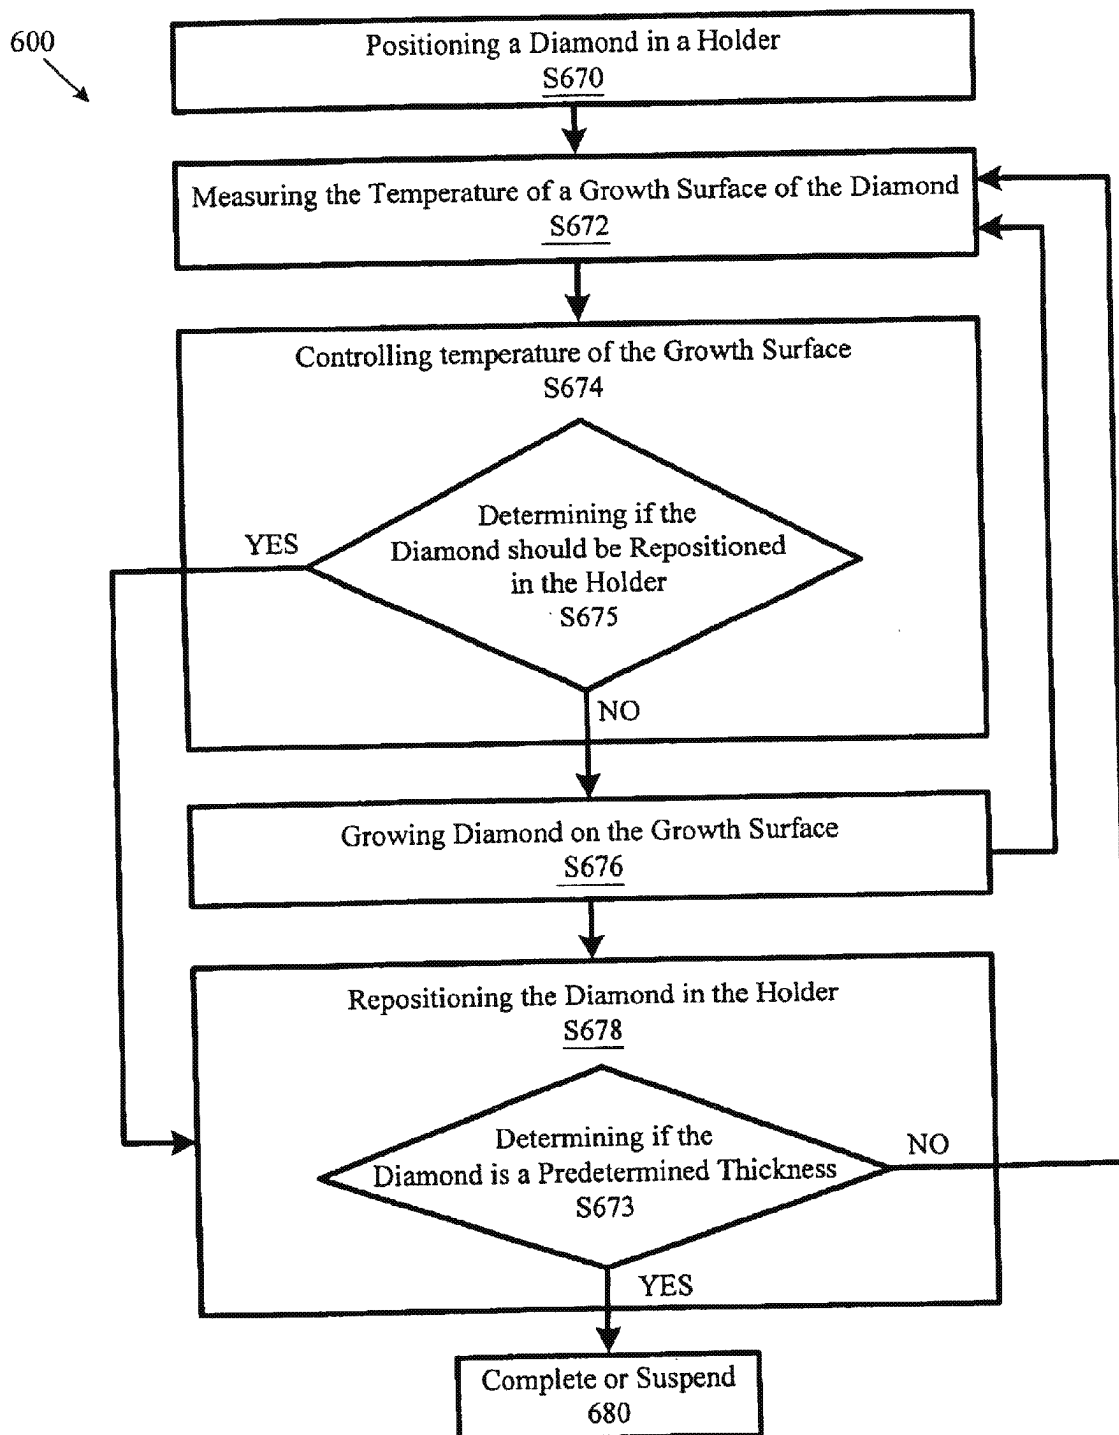 600
Positioning a Diamond in a Holder
S670
Measuring the Temperature of a Growth Surface of the Diamond
S672
Controlling temperature of the Growth Surface
S674
Determining if the
Diamond should be Repositioned
in the Holder
S675
YES
NO
Growing Diamond on the Growth Surface
S676
Repositioning the Diamond in the Holder
S678
Determining if the
Diamond is a Predetermined Thickness
S673
NO
YES
Complete or Suspend
680